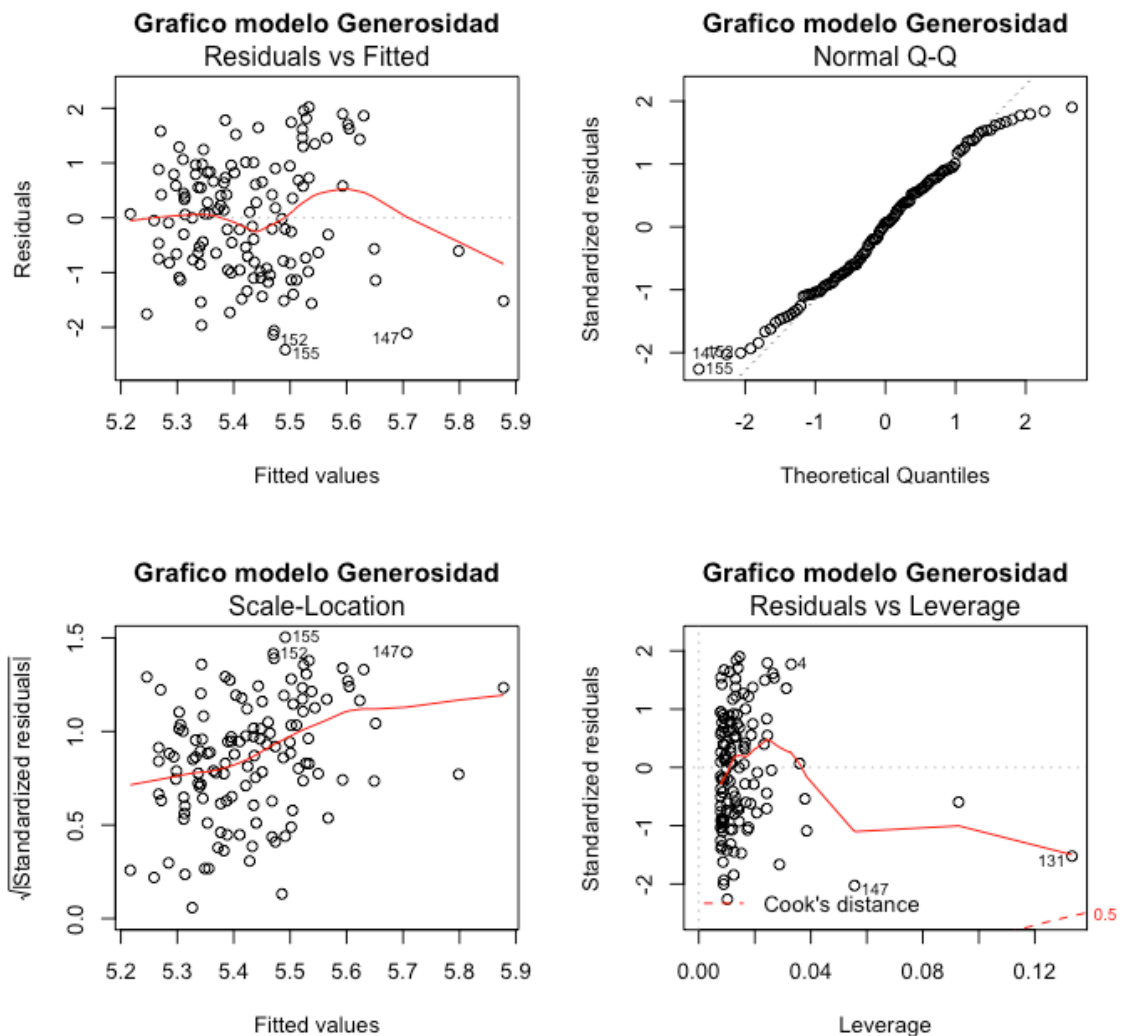 Grafico modelo Generosidad
Residuals vs Fitted
Residuals
2
1
0
-1
-2
152
155
147
5.2 5.3 5.4 5.5 5.6 5.7 5.8 5.9
Fitted values
Grafico modelo Generosidad
Normal Q-Q
Standardized residuals
2
1
0
-1
-2
147
152
155
-2 -1 0 1 2
Theoretical Quantiles
Grafico modelo Generosidad
Scale-Location
√|Standardized residuals|
1.5
1.0
0.5
0.0
155
152
147
5.2 5.3 5.4 5.5 5.6 5.7 5.8 5.9
Fitted values
Grafico modelo Generosidad
Residuals vs Leverage
Standardized residuals
2
1
0
-1
-2
4
131
147
Cook's distance
0.5
0.00 0.04 0.08 0.12
Leverage